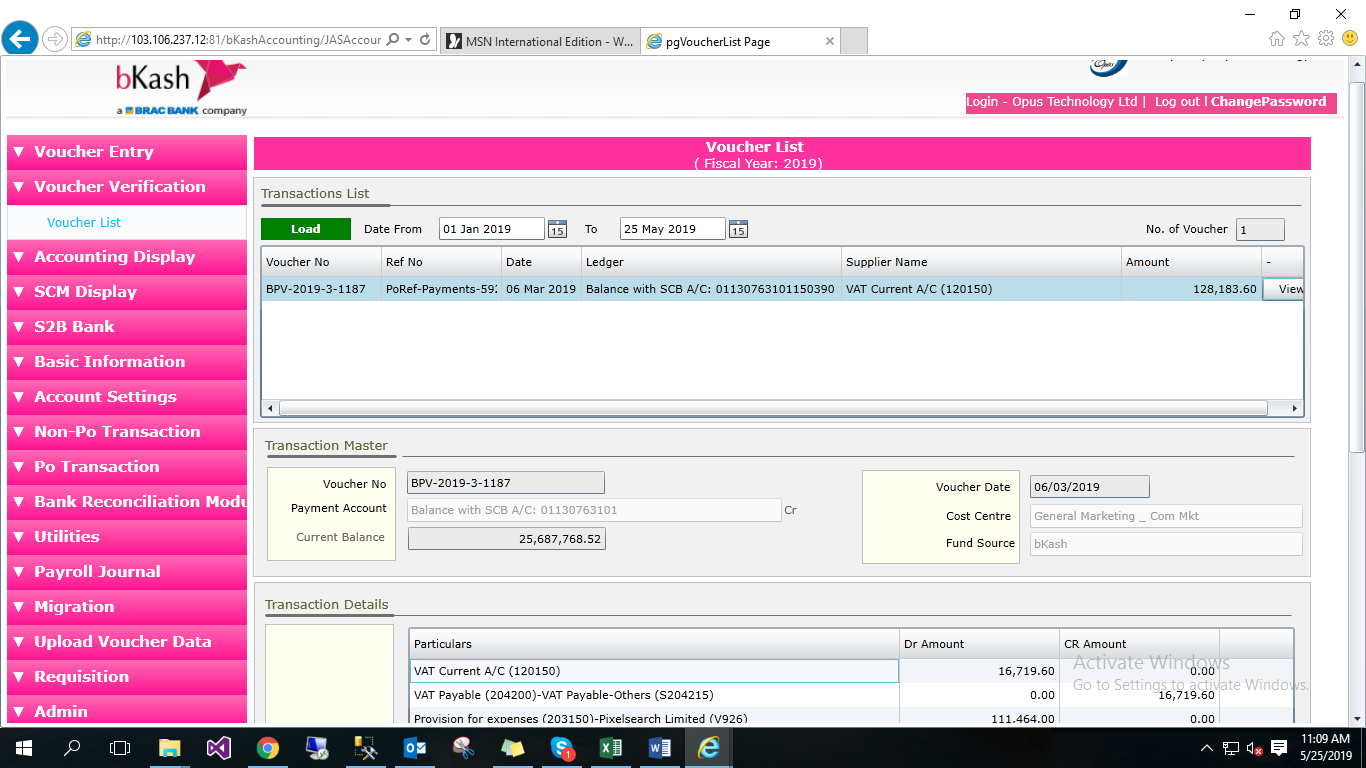 http://103.106.237.12:81/bKashAccounting/JASAccour
MSN International Edition - W...
pgVoucherList Page
bKash
a BRAC BANK company
Login - Opus Technology Ltd | Log out | ChangePassword
Voucher Entry
Voucher Verification
Voucher List
Accounting Display
SCM Display
S2B Bank
Basic Information
Account Settings
Non-Po Transaction
Po Transaction
Bank Reconciliation Modu
Utilities
Payroll Journal
Migration
Upload Voucher Data
Requisition
Admin
Voucher List
( Fiscal Year: 2019)
Transactions List
Load Date From 01 Jan 2019 15 To 25 May 2019 15 No. of Voucher 1
Voucher No Ref No Date Ledger Supplier Name Amount -
BPV-2019-3-1187 PoRef-Payments-592 06 Mar 2019 Balance with SCB A/C: 01130763101150390 VAT Current A/C (120150) 128,183.60 View
Transaction Master
Voucher No BPV-2019-3-1187
Payment Account Balance with SCB A/C: 01130763101 Cr
Current Balance 25,687,768.52
Voucher Date 06/03/2019
Cost Centre General Marketing _ Com Mkt
Fund Source bKash
Transaction Details
Particulars Dr Amount CR Amount
VAT Current A/C (120150) 16,719.60 0.00
VAT Payable (204200)-VAT Payable-Others (S204215) 0.00 16,719.60
Provision for expenses (203150)-Pixelsearch Limited (V926) 111,464.00 0.00
Activate Windows
Go to Settings to activate Windows.
11:09 AM
5/25/2019